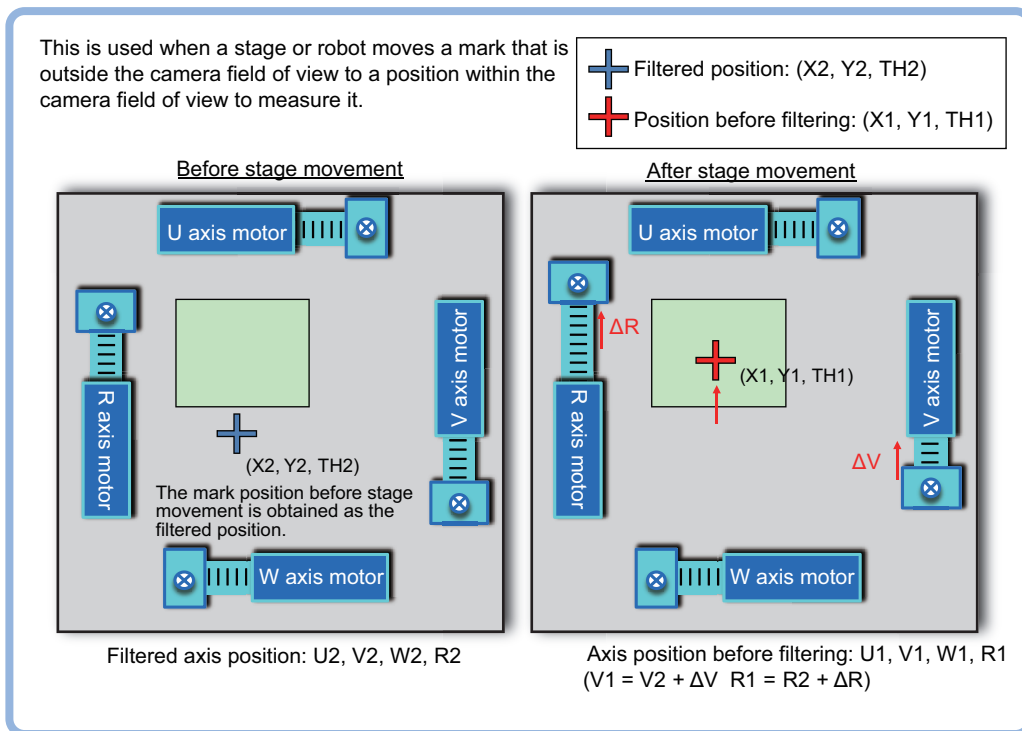 This is used when a stage or robot moves a mark that is
outside the camera field of view to a position within the
camera field of view to measure it.
Filtered position: (X2, Y2, TH2)
Position before filtering: (X1, Y1, TH1)
Before stage movement
U axis motor
R axis motor
V axis motor
(X2, Y2, TH2)
The mark position before stage
movement is obtained as the
filtered position.
W axis motor
Filtered axis position: U2, V2, W2, R2
After stage movement
U axis motor
ΔR
R axis motor
(X1, Y1, TH1)
V axis motor
ΔV
W axis motor
Axis position before filtering: U1, V1, W1, R1
(V1 = V2 + ΔV R1 = R2 + ΔR)